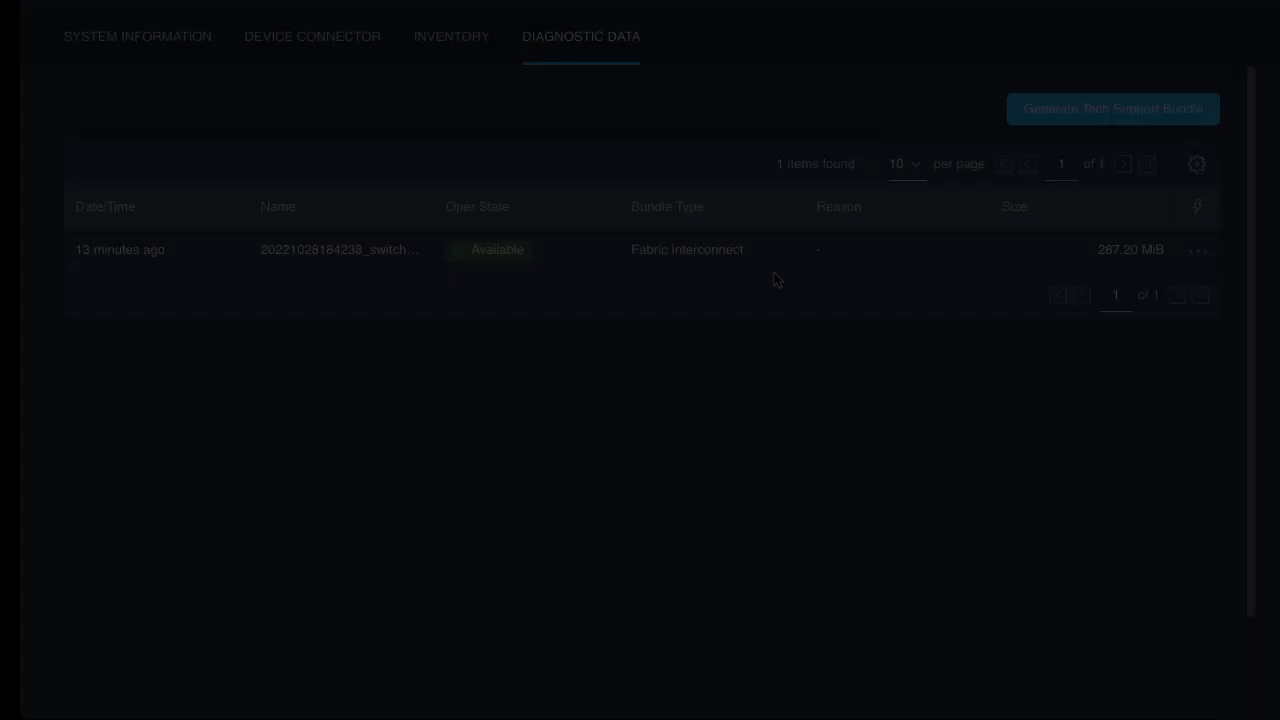 SYSTEM INFORMATION DEVICE CONNECTOR INVENTORY DIAGNOSTIC DATA
Generate Tech Support Bundle
1 items found 10 per page 1 of 1
Date/Time Name Oper State Bundle Type Reason Size
13 minutes ago 20221028184238_switch... Available Fabric Interconnect - 287.20 MiB
1 of 1